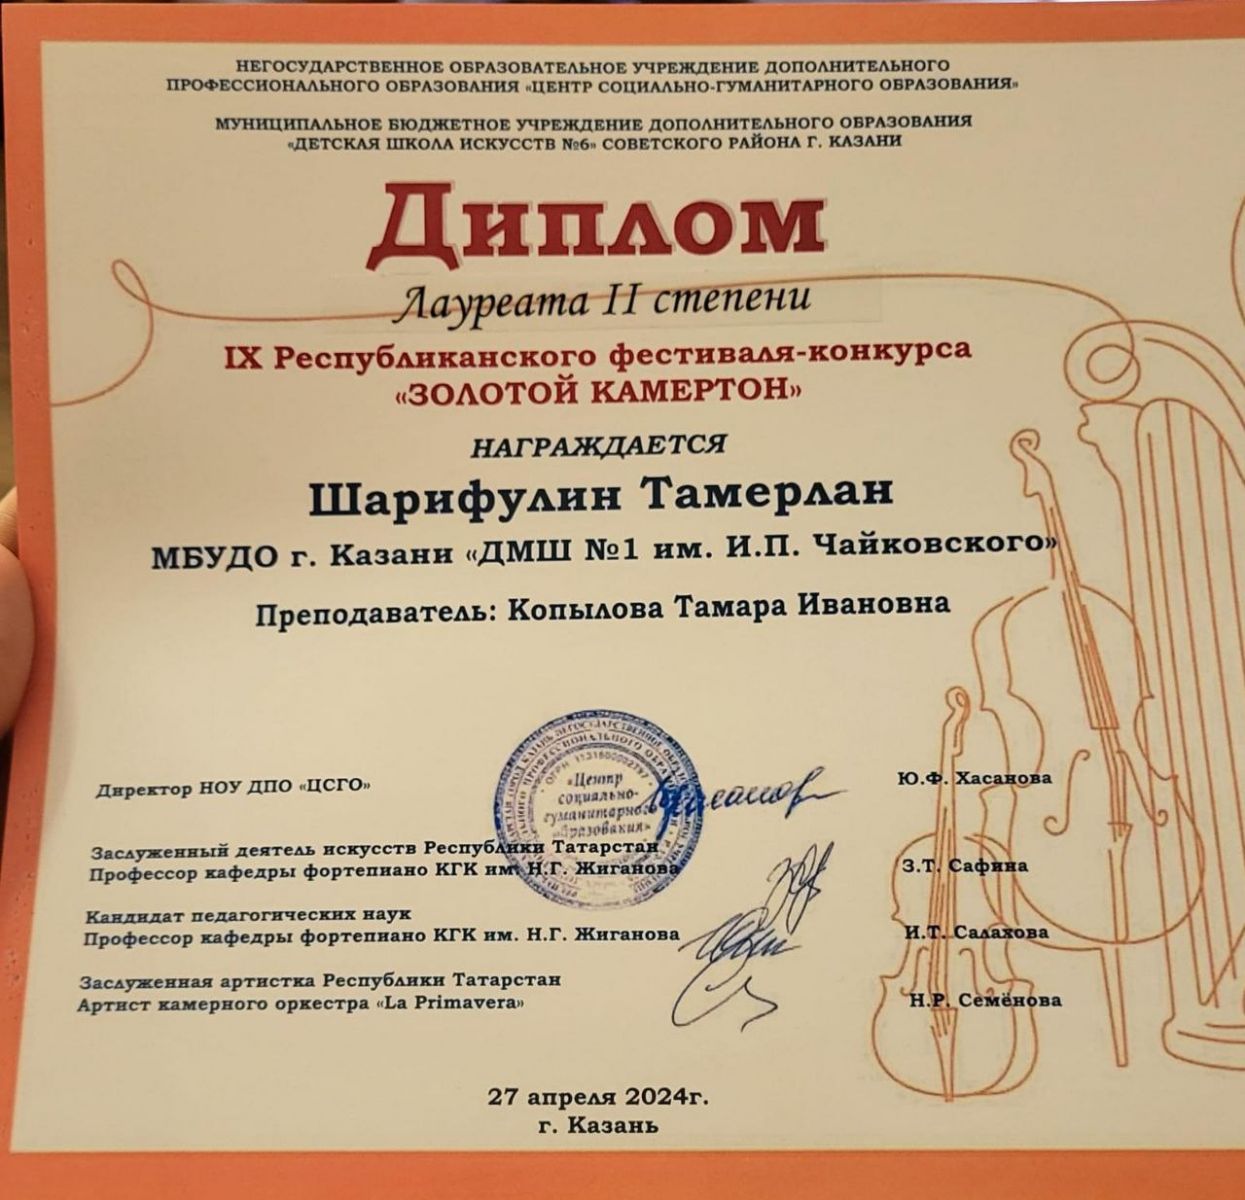 НЕГОСУДАРСТВЕННОЕ ОБРАЗОВАТЕЛЬНОЕ УЧРЕЖДЕНИЕ ДОПОЛНИТЕЛЬНОГО
ПРОФЕССИОНАЛЬНОГО ОБРАЗОВАНИЯ «ЦЕНТР СОЦИАЛЬНО-ГУМАНИТАРНОГО ОБРАЗОВАНИЯ»
МУНИЦИПАЛЬНОЕ БЮДЖЕТНОЕ УЧРЕЖДЕНИЕ ДОПОЛНИТЕЛЬНОГО ОБРАЗОВАНИЯ
«ДЕТСКАЯ ШКОЛА ИСКУССТВ №6» СОВЕТСКОГО РАЙОНА Г. КАЗАНИ
Диплом
Лауреата II степени
IX Республиканского фестиваля-конкурса
«ЗОЛОТОЙ КАМЕРТОН»
НАГРАЖДАЕТСЯ
Шарифулин Тамерлан
МБУДО г. Казани «ДМШ №1 им. И.П. Чайковского»
Преподаватель: Копылова Тамара Ивановна
«Центр
социально-
гуманитарного
образования»
Директор НОУ ДПО «ЦСГО» Ю.Ф. Хасанова
Заслуженный деятель искусств Республики Татарстан
Профессор кафедры фортепиано КГК им. Н.Г. Жиганова З.Т. Сафина
Кандидат педагогических наук
Профессор кафедры фортепиано КГК им. Н.Г. Жиганова И.Т. Салахова
Заслуженная артистка Республики Татарстан
Артист камерного оркестра «La Primavera» Н.Р. Семёнова
27 апреля 2024г.
г. Казань